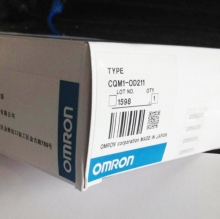 TYPE
CQM1-OD211
LOT NO. QTY
1598 1
OMRON corporation MADE IN JAPAN
OMRON
OMRON